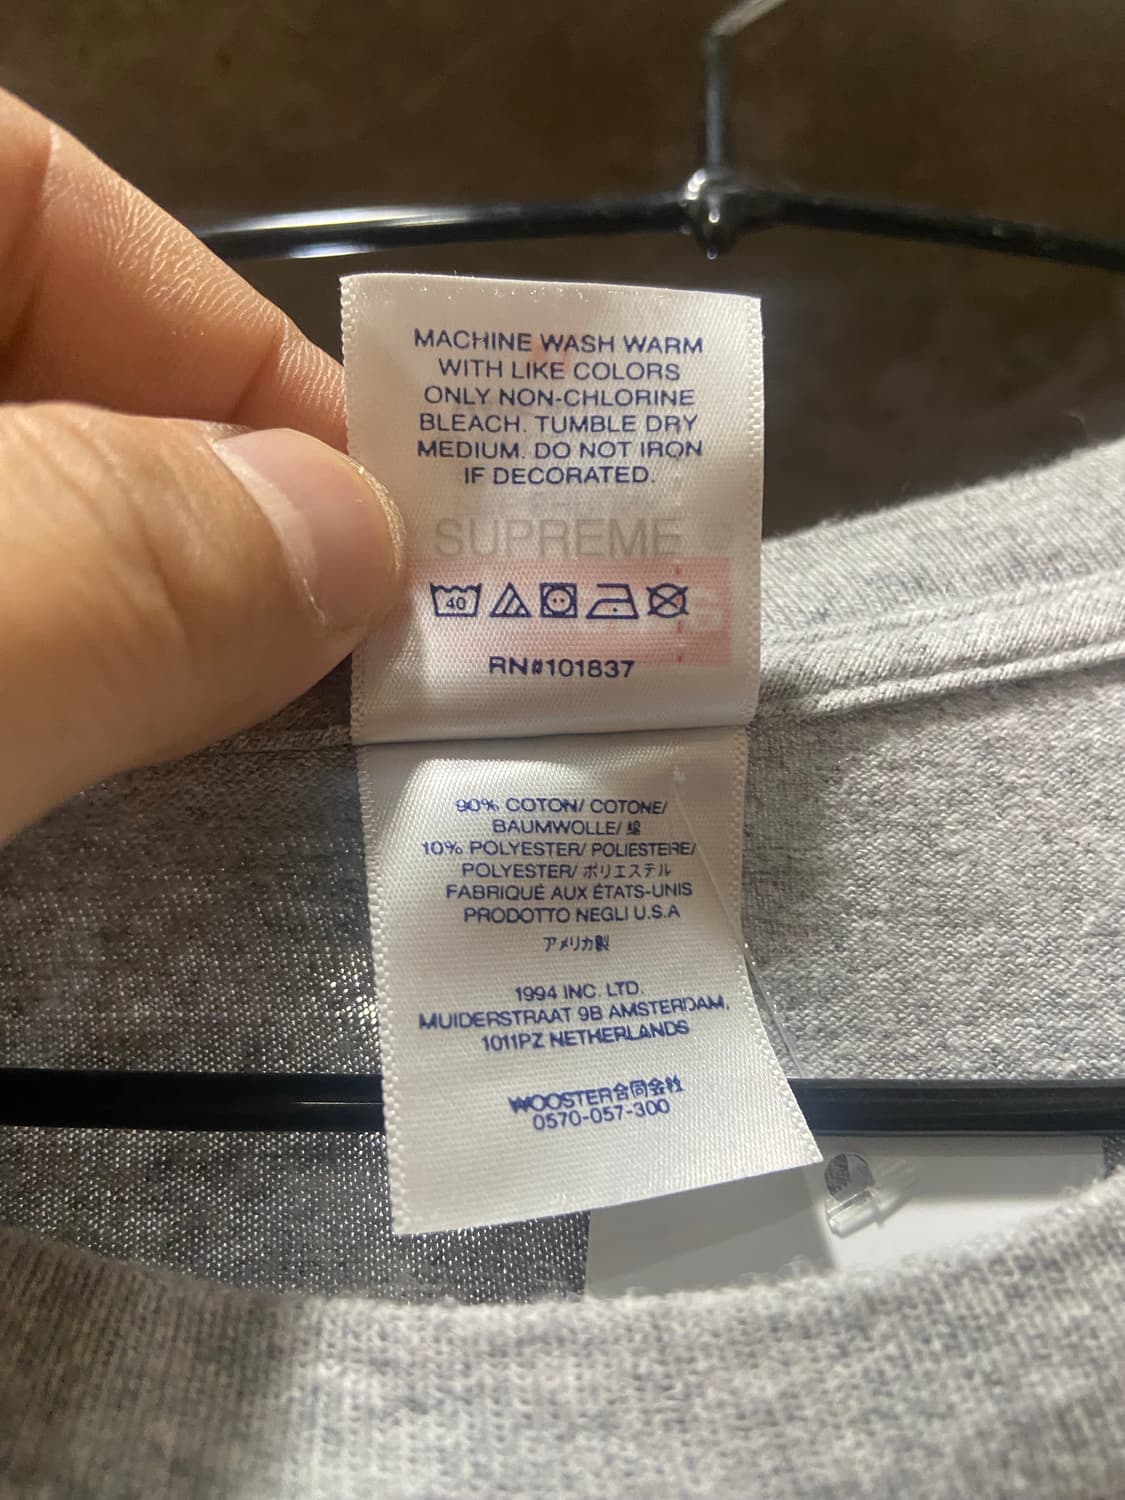 MACHINE WASH WARM
WITH LIKE COLORS
ONLY NON-CHLORINE
BLEACH. TUMBLE DRY
MEDIUM. DO NOT IRON
IF DECORATED.
SUPREME
40
RN#101837
90% COTON/ COTONE/
BAUMWOLLE/ 綿
10% POLYESTER/ POLIESTERE/
POLYESTER/ ポリエステル
FABRIQUÉ AUX ÉTATS-UNIS
PRODOTTO NEGLI U.S.A
アメリカ製
1994 INC. LTD.
MUIDERSTRAAT 9B AMSTERDAM,
1011PZ NETHERLANDS
WOOSTER合同会社
0570-057-300